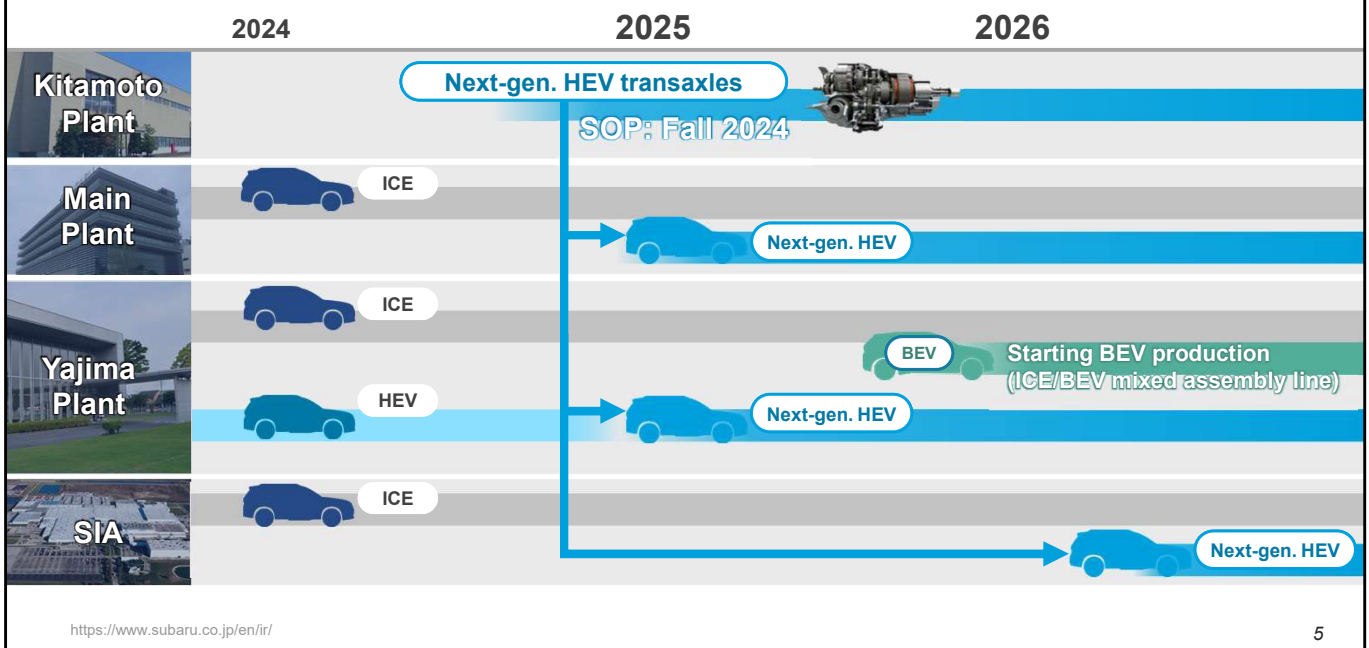 2024
2025
2026
Kitamoto
Plant
Next-gen. HEV transaxles
SOP: Fall 2024
Main
Plant
ICE
Next-gen. HEV
Yajima
Plant
ICE
BEV
Starting BEV production
(ICE/BEV mixed assembly line)
HEV
Next-gen. HEV
SIA
ICE
Next-gen. HEV
https://www.subaru.co.jp/en/ir/
5